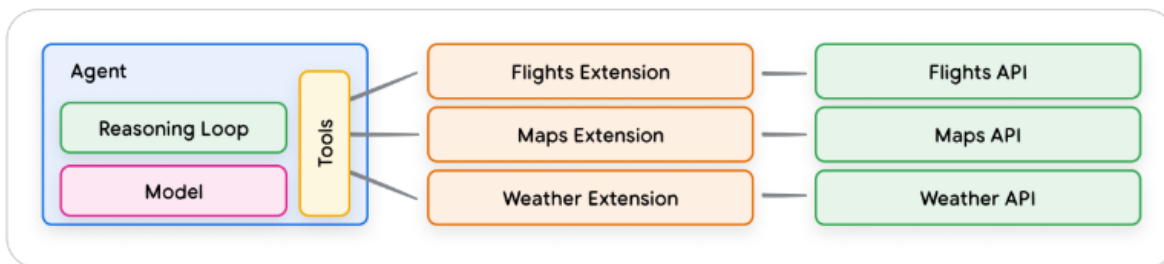 Agent
Reasoning Loop
Model
Tools
Flights Extension
Maps Extension
Weather Extension
Flights API
Maps API
Weather API